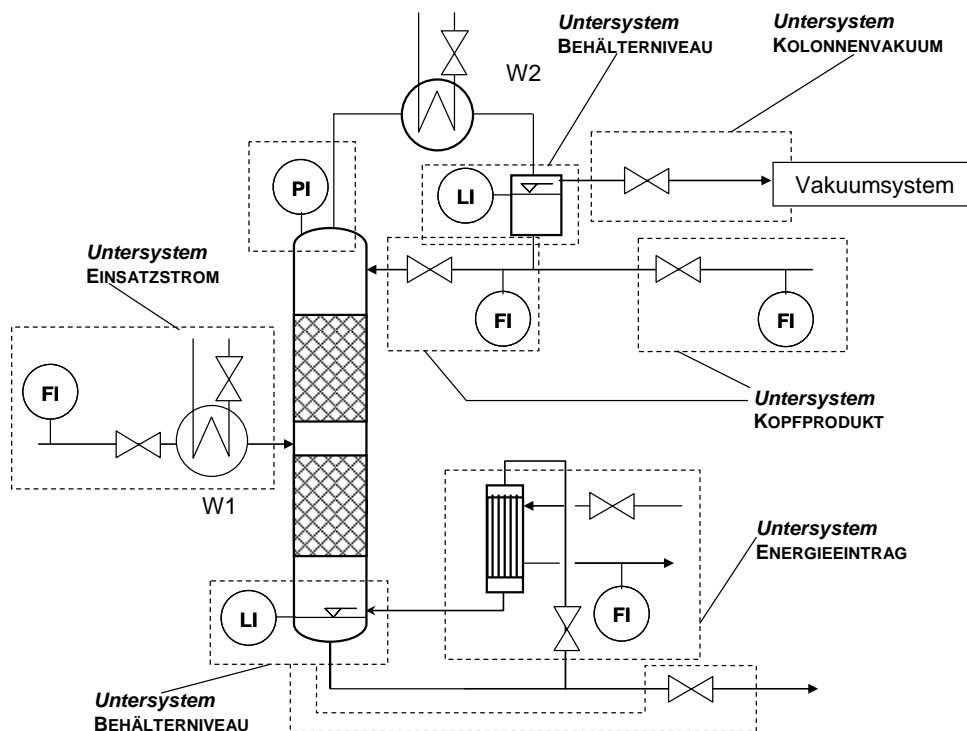 Untersystem
BEHÄLTERNIVEAU
Untersystem
KOLONNENVAKUUM
W2
PI
LI
Vakuumsystem
Untersystem
EINSATZSTROM
FI
FI
FI
Untersystem
KOPFPRODUKT
W1
Untersystem
ENERGIEEINTRAG
LI
FI
Untersystem
BEHÄLTERNIVEAU